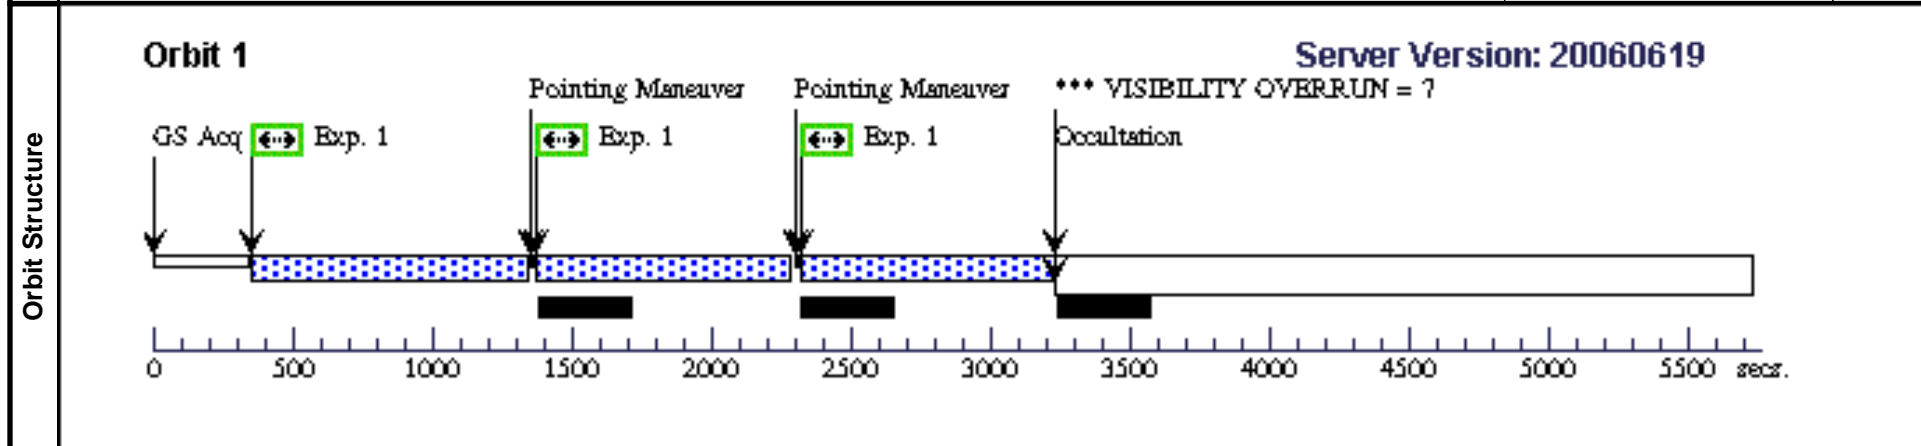 Orbit Structure
Orbit 1
Server Version: 20060619
Pointing Maneuver
Pointing Maneuver
*** VISIBILITY OVERRUN = 7
GS Acq
Exp. 1
Exp. 1
Exp. 1
Occultation
0 500 1000 1500 2000 2500 3000 3500 4000 4500 5000 5500 secs.